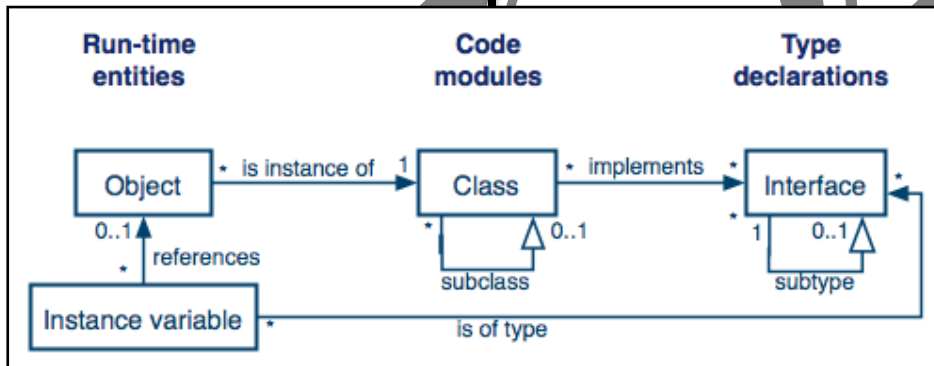 Run-time
entities
Code
modules
Type
declarations
Object
* is instance of 1
Class
* implements *
Interface
*
0..1
references
*
* 0..1
subclass
*
1 0..1
subtype
Instance variable
*
is of type